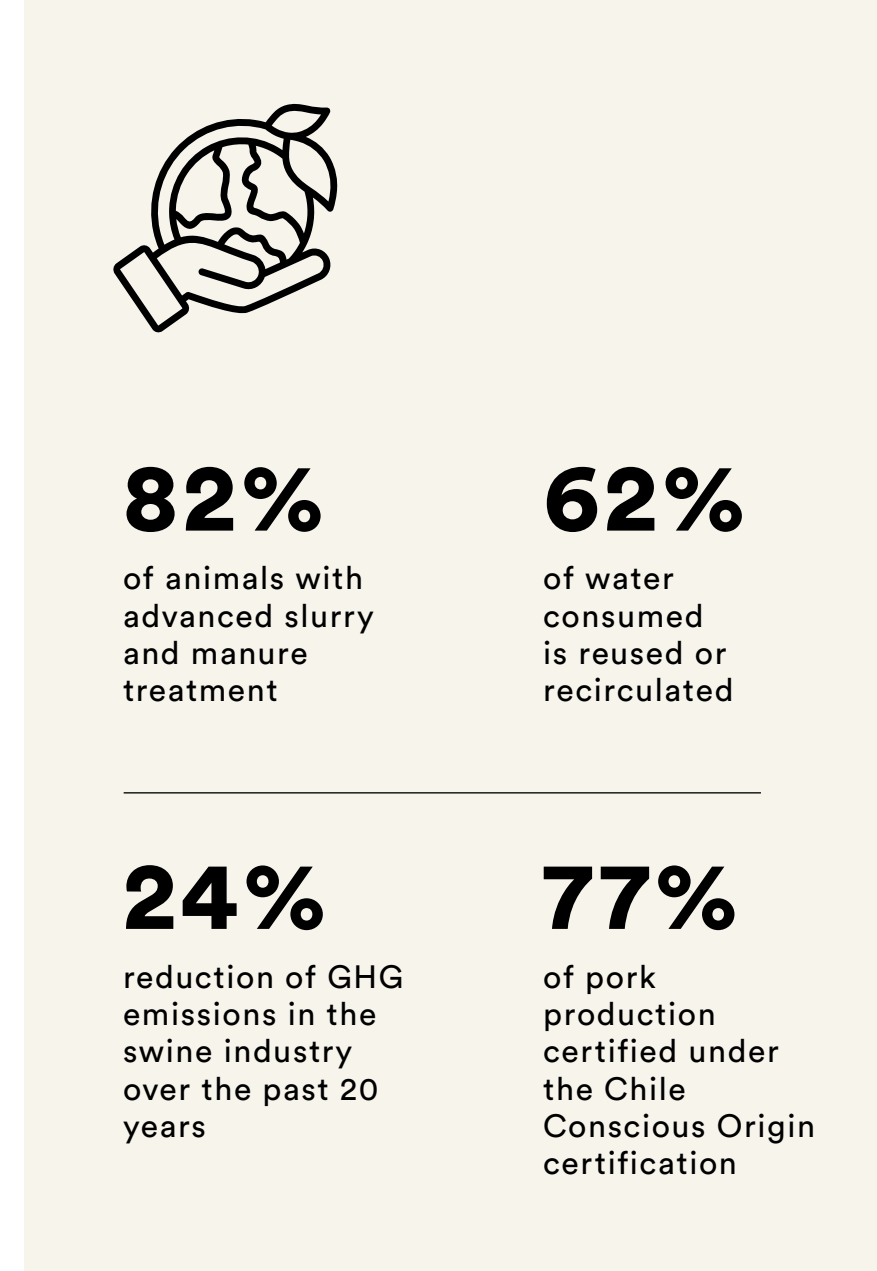 82%
of animals with
advanced slurry
and manure
treatment
62%
of water
consumed
is reused or
recirculated
24%
reduction of GHG
emissions in the
swine industry
over the past 20
years
77%
of pork
production
certified under
the Chile
Conscious Origin
certification